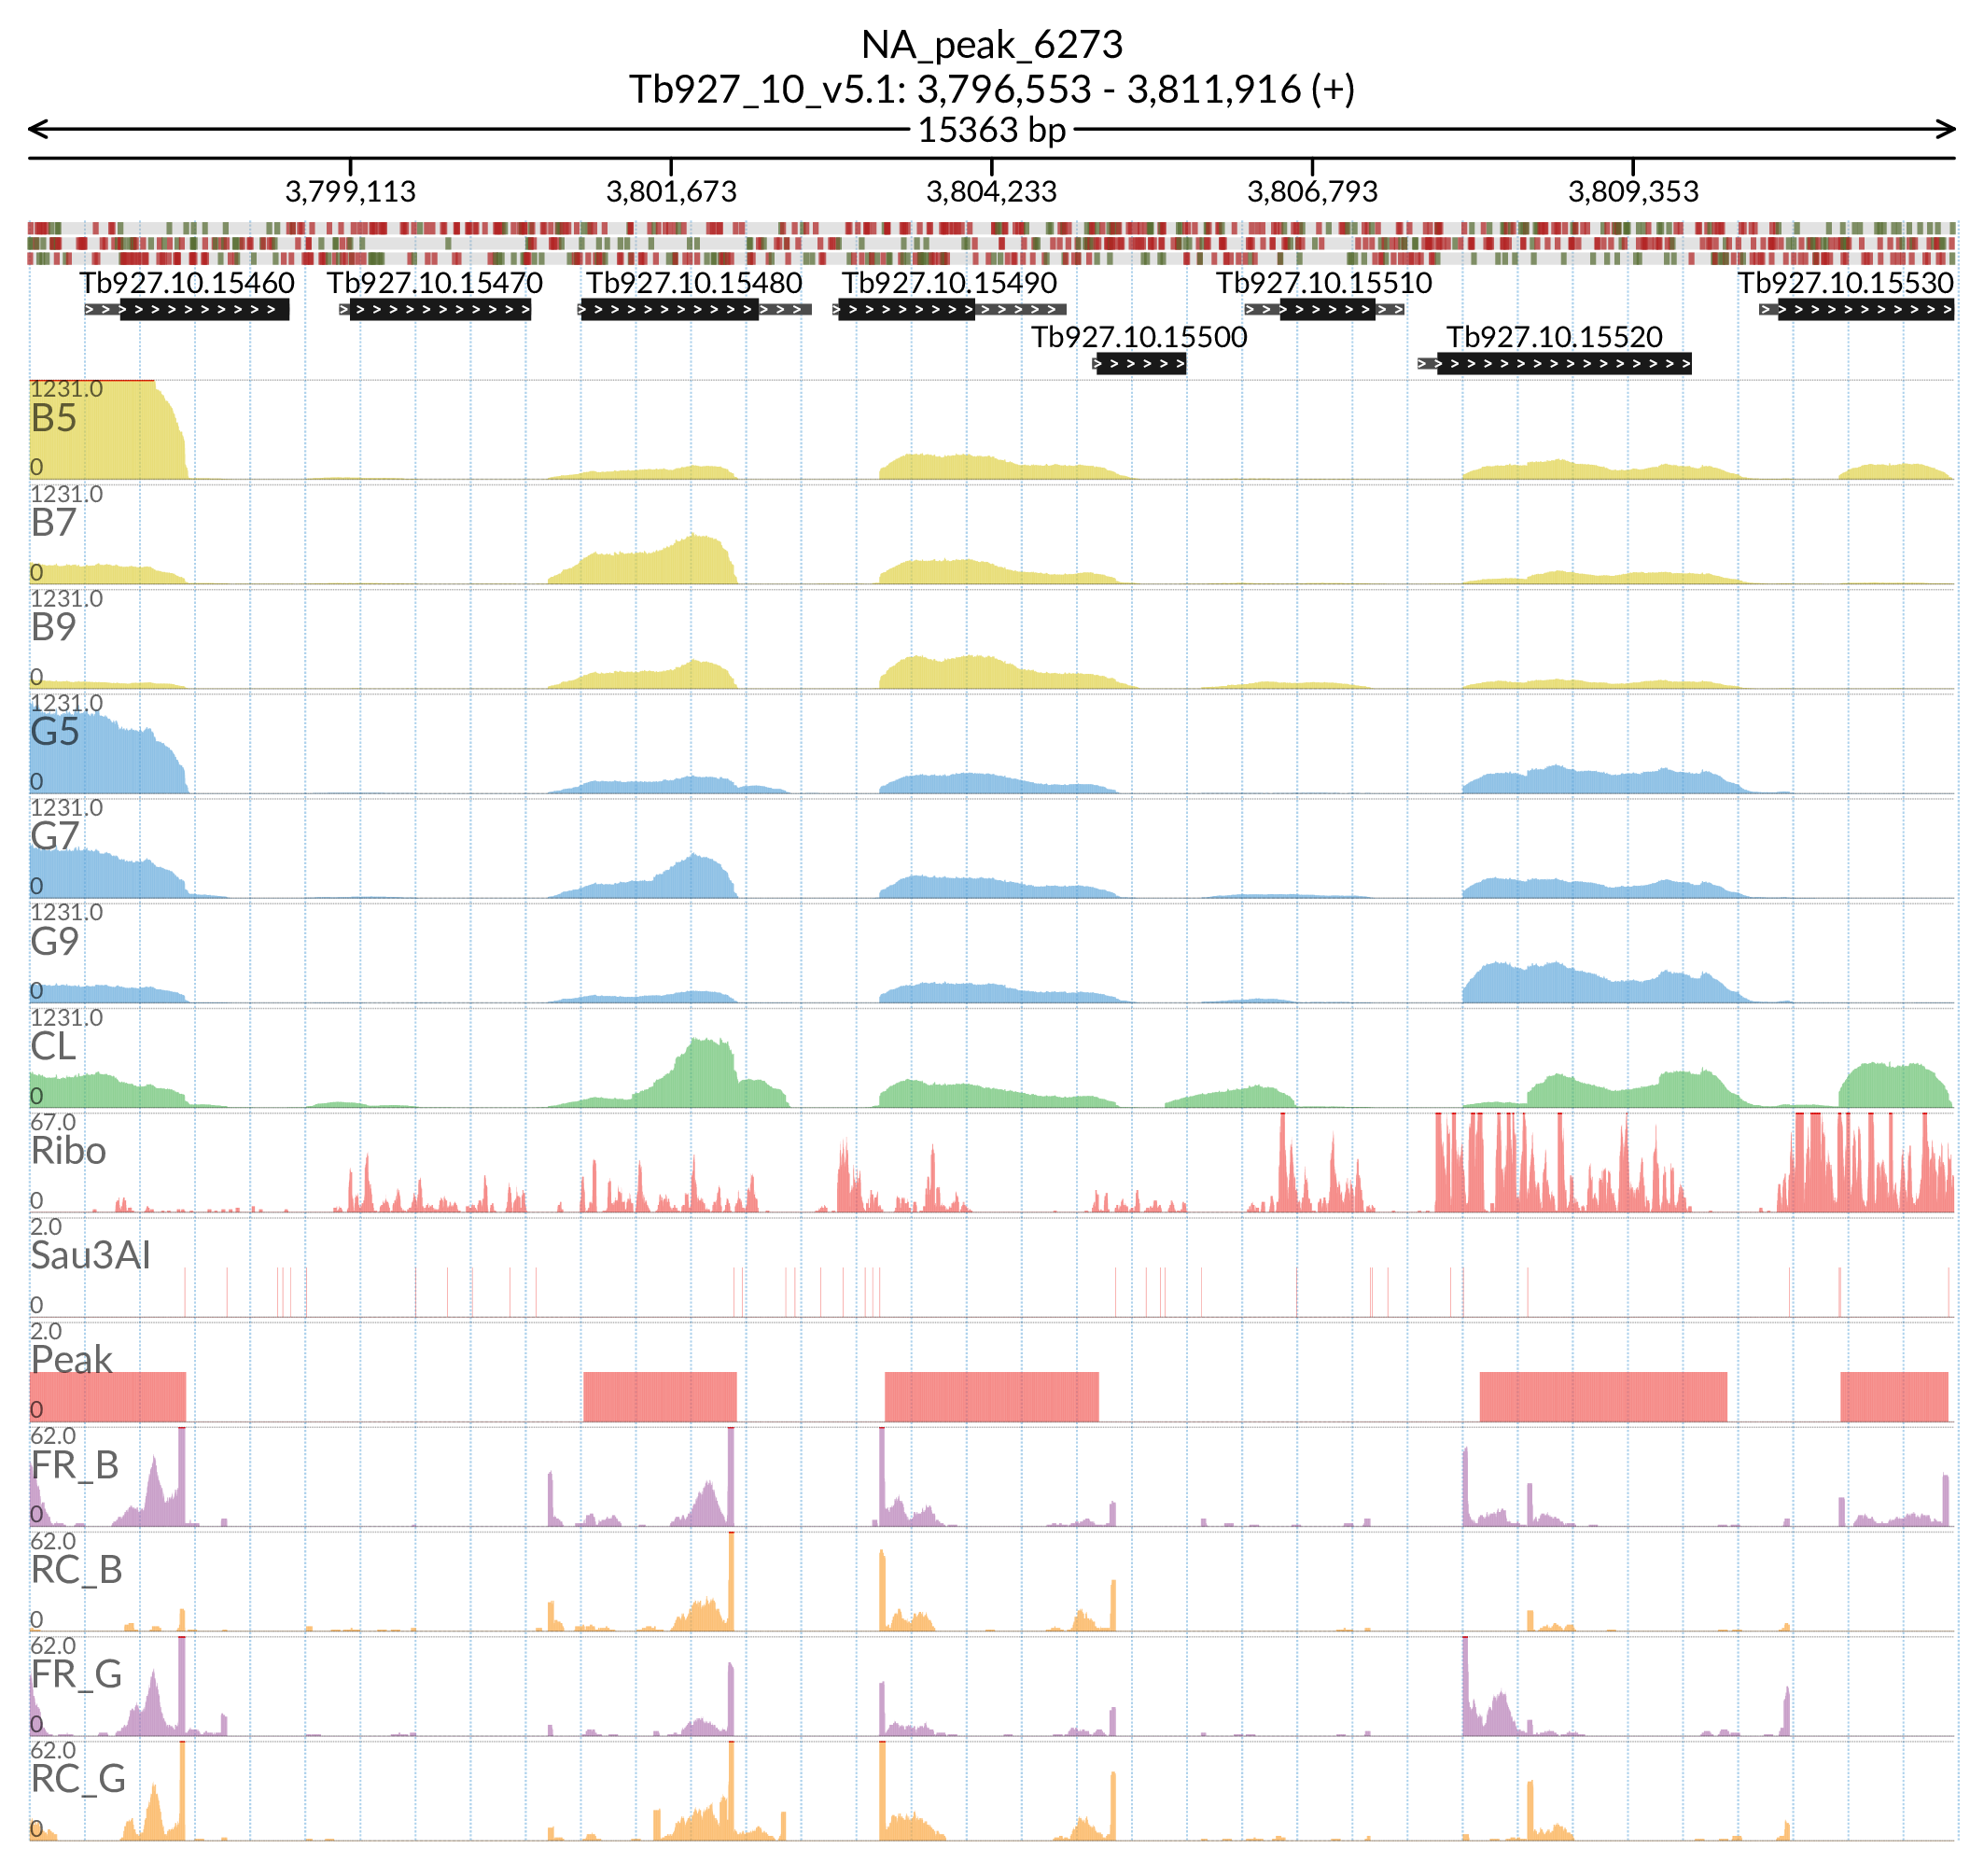 NA_peak_6273
Tb927_10_v5.1: 3,796,553 - 3,811,916 (+)
15363 bp
3,799,113 3,801,673 3,804,233 3,806,793 3,809,353
Tb927.10.15460 Tb927.10.15470 Tb927.10.15480 Tb927.10.15490 Tb927.10.15510 Tb927.10.15530
Tb927.10.15500 Tb927.10.15520
1231.0
B5
0
1231.0
B7
0
1231.0
B9
0
1231.0
G5
0
1231.0
G7
0
1231.0
G9
0
1231.0
CL
0
67.0
Ribo
0
2.0
Sau3AI
0
2.0
Peak
0
62.0
FR_B
0
62.0
RC_B
0
62.0
FR_G
0
62.0
RC_G
0